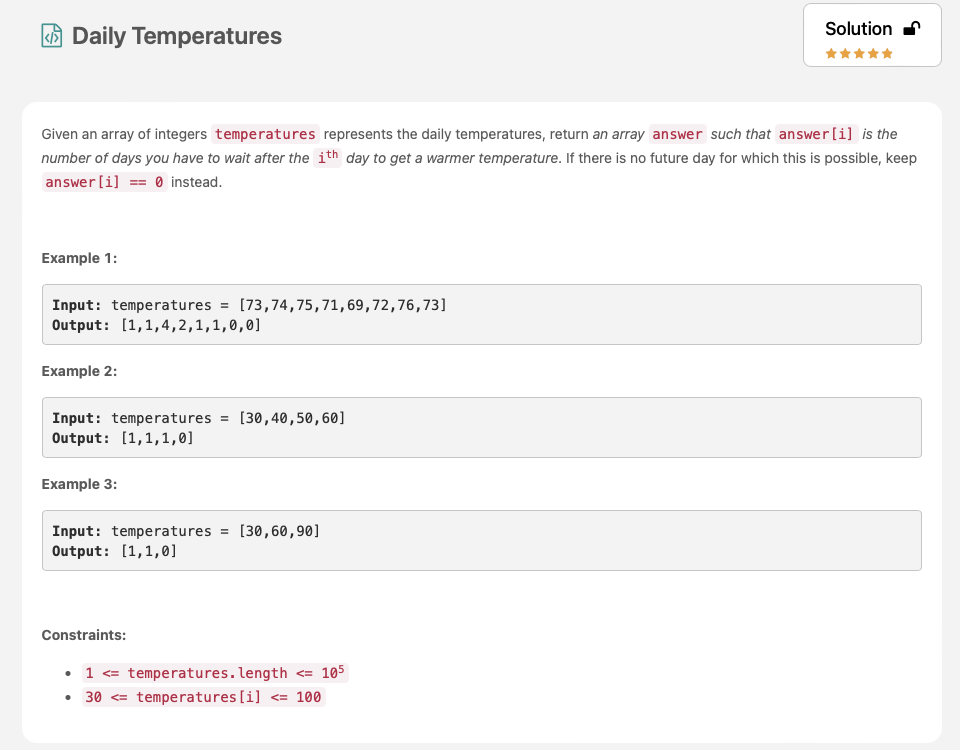 Daily Temperatures
Solution
Given an array of integers temperatures represents the daily temperatures, return an array answer such that answer[i] is the
number of days you have to wait after the iᵗʰ day to get a warmer temperature. If there is no future day for which this is possible, keep
answer[i] == 0 instead.
Example 1:
Input: temperatures = [73,74,75,71,69,72,76,73]
Output: [1,1,4,2,1,1,0,0]
Example 2:
Input: temperatures = [30,40,50,60]
Output: [1,1,1,0]
Example 3:
Input: temperatures = [30,60,90]
Output: [1,1,0]
Constraints:
• 1 <= temperatures.length <= 10⁵
• 30 <= temperatures[i] <= 100